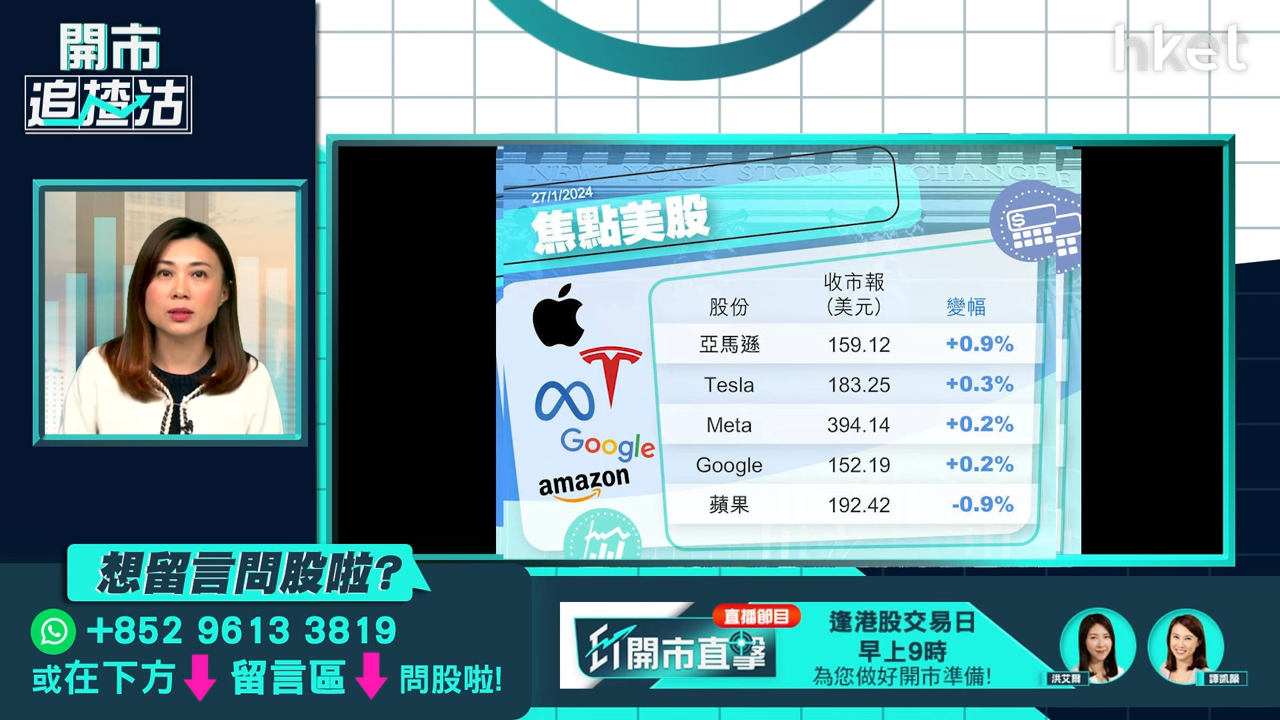 開市
追揸沽
hket
NEW YORK STOCK EXCHANGE
27/1/2024
焦點美股
股份
收市報
(美元)
變幅
亞馬遜 159.12 +0.9%
Tesla 183.25 +0.3%
Meta 394.14 +0.2%
Google 152.19 +0.2%
蘋果 192.42 -0.9%
Google
amazon
想留言問股啦?
+852 9613 3819
或在下方 留言區 問股啦!
直播節目
開市直擊
逢港股交易日
早上9時
為您做好開市準備!
洪艾爾
譚凱韻